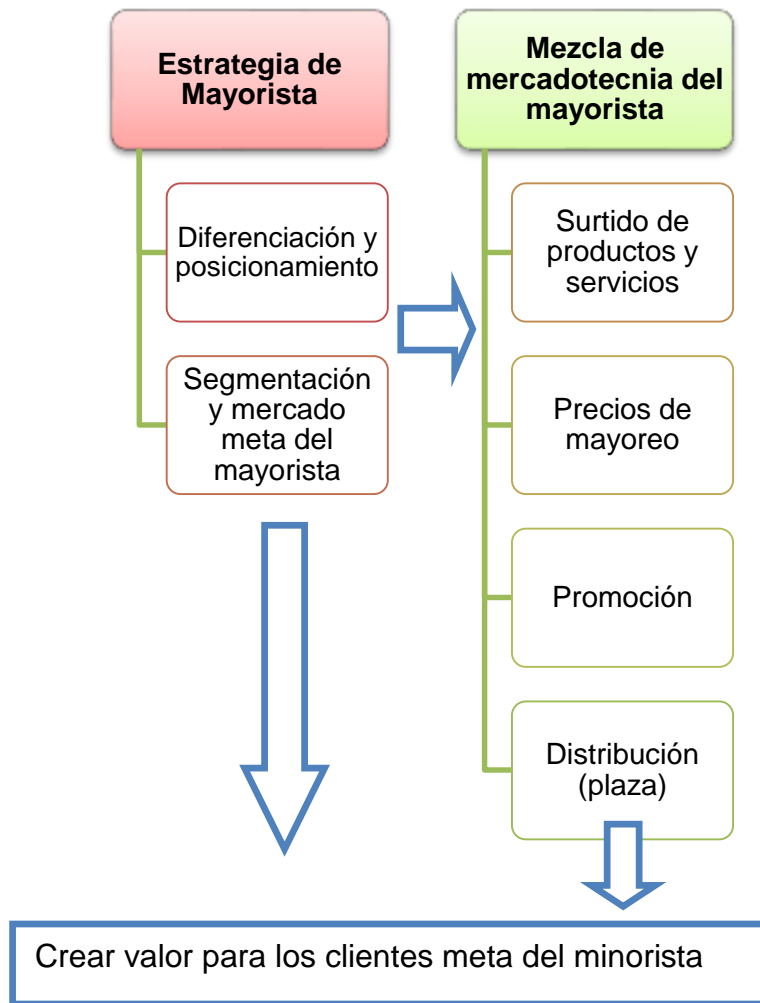 Estrategia de
Mayorista
Diferenciación y
posicionamiento
Segmentación
y mercado
meta del
mayorista
Mezcla de
mercadotecnia del
mayorista
Surtido de
productos y
servicios
Precios de
mayoreo
Promoción
Distribución
(plaza)
Crear valor para los clientes meta del minorista